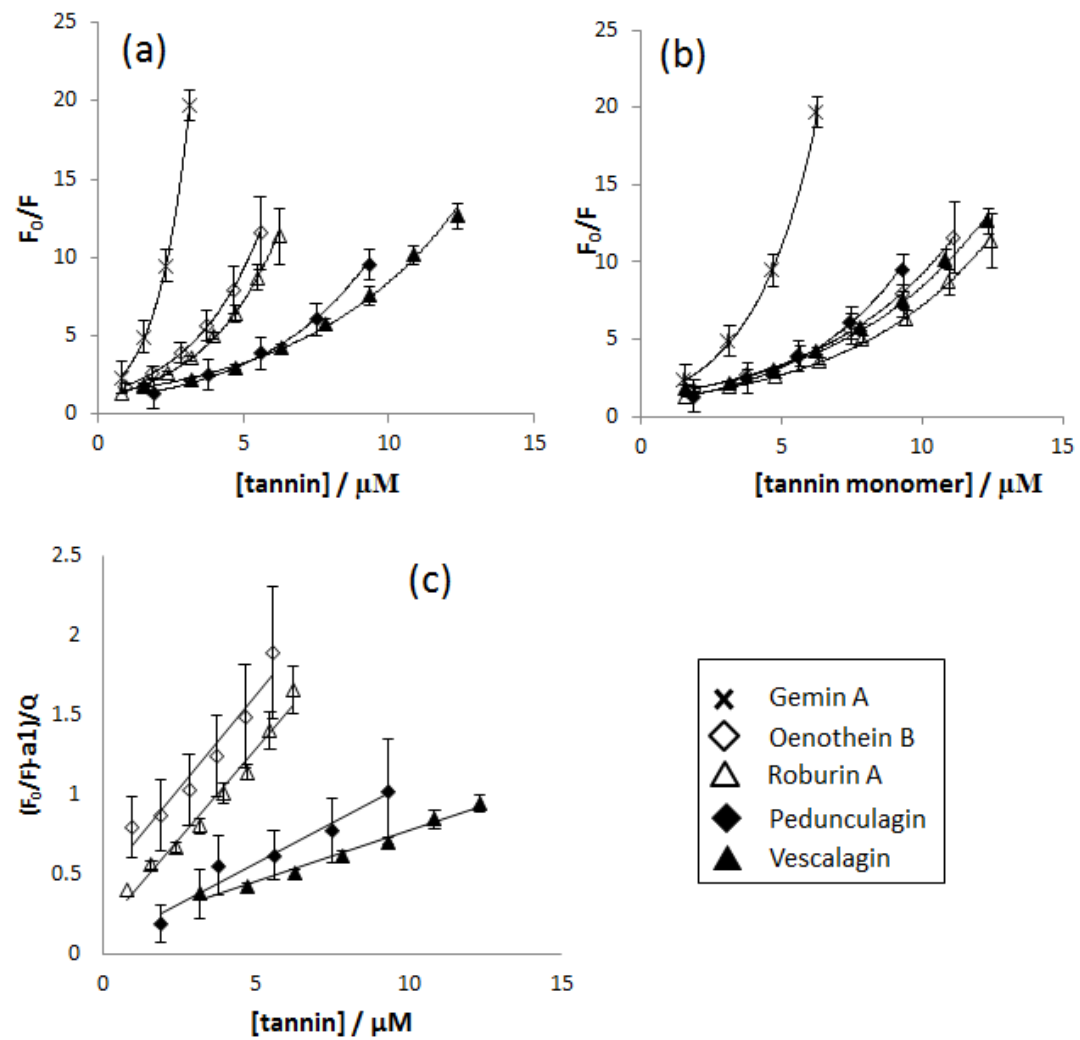 (a)
25
20
15
10
5
0
0 5 10 15
F₀/F
[tannin] / μM
(b)
25
20
15
10
5
0
0 5 10 15
F₀/F
[tannin monomer] / μM
(c)
2.5
2
1.5
1
0.5
0
0 5 10 15
(F₀/F)-a1)/Q
[tannin] / μM
Gemin A
Oenothein B
Roburin A
Pedunculagin
Vescalagin